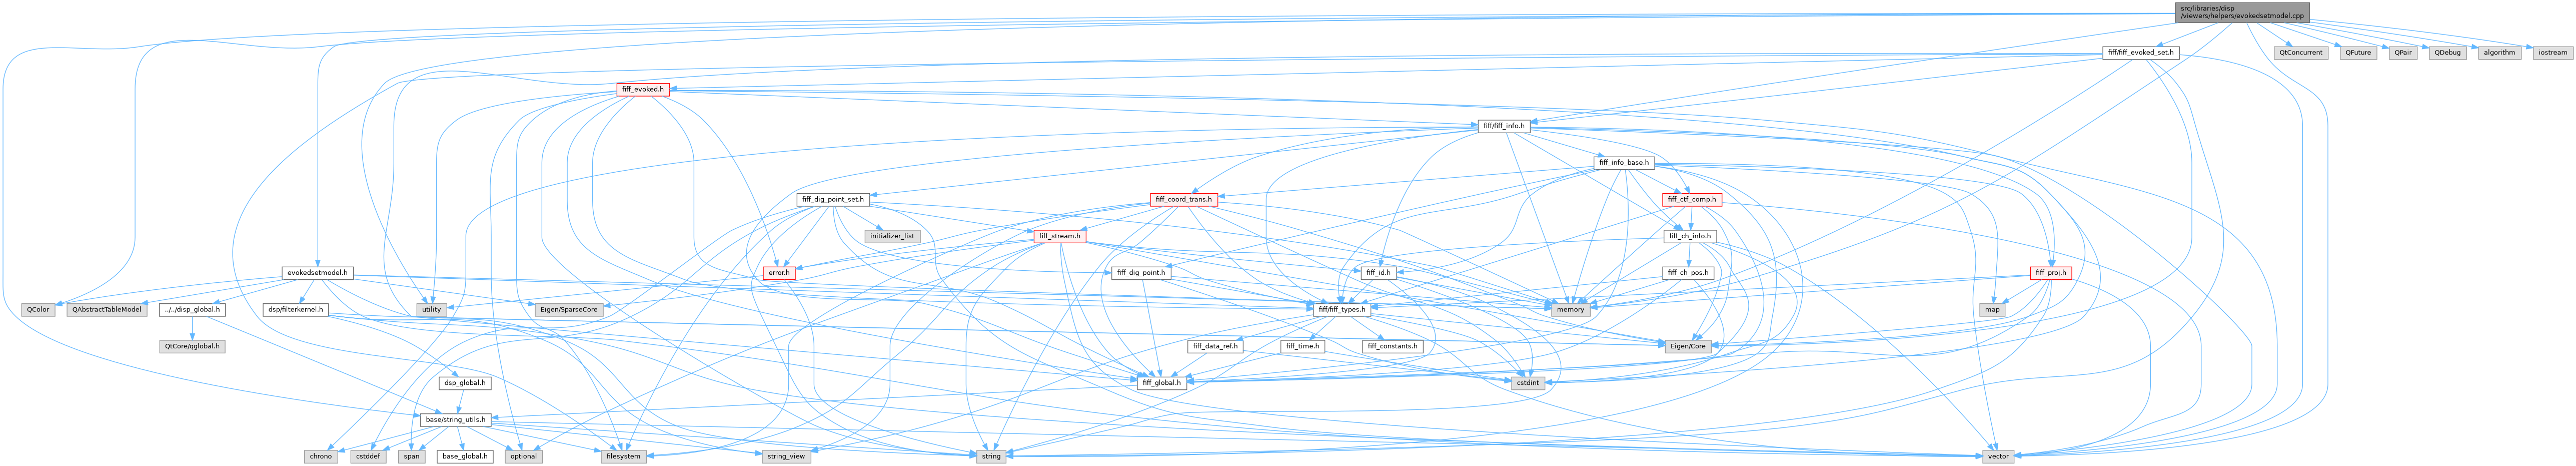 src/libraries/disp
/viewers/helpers/evokedsetmodel.cpp
fiff/fiff_evoked_set.h
QtConcurrent
QFuture
QPair
QDebug
algorithm
iostream
fiff_evoked.h
fiff/fiff_info.h
fiff_info_base.h
fiff_dig_point_set.h
fiff_coord_trans.h
fiff_ctf_comp.h
initializer_list
fiff_stream.h
fiff_ch_info.h
evokedsetmodel.h
error.h
fiff_dig_point.h
fiff_id.h
fiff_ch_pos.h
fiff_proj.h
QColor
QAbstractTableModel
../../disp_global.h
dsp/filterkernel.h
utility
Eigen/SparseCore
fiff/fiff_types.h
memory
map
QtCore/qglobal.h
fiff_data_ref.h
fiff_time.h
fiff_constants.h
Eigen/Core
dsp_global.h
fiff_global.h
cstdint
base/string_utils.h
chrono
cstddef
span
base_global.h
optional
filesystem
string_view
string
vector